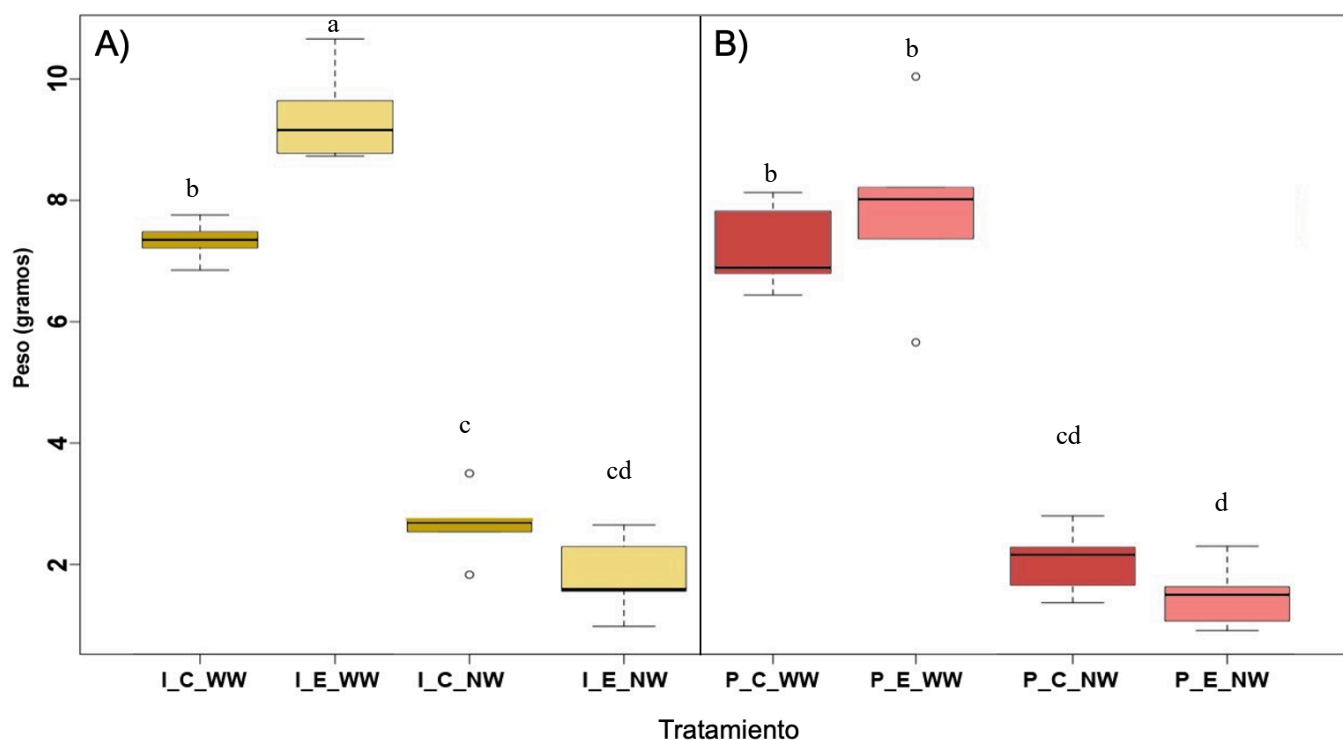 A)
B)
a
b
b
b
c
cd
cd
d
Peso (gramos)
10
8
6
4
2
I_C_WW I_E_WW I_C_NW I_E_NW P_C_WW P_E_WW P_C_NW P_E_NW
Tratamiento